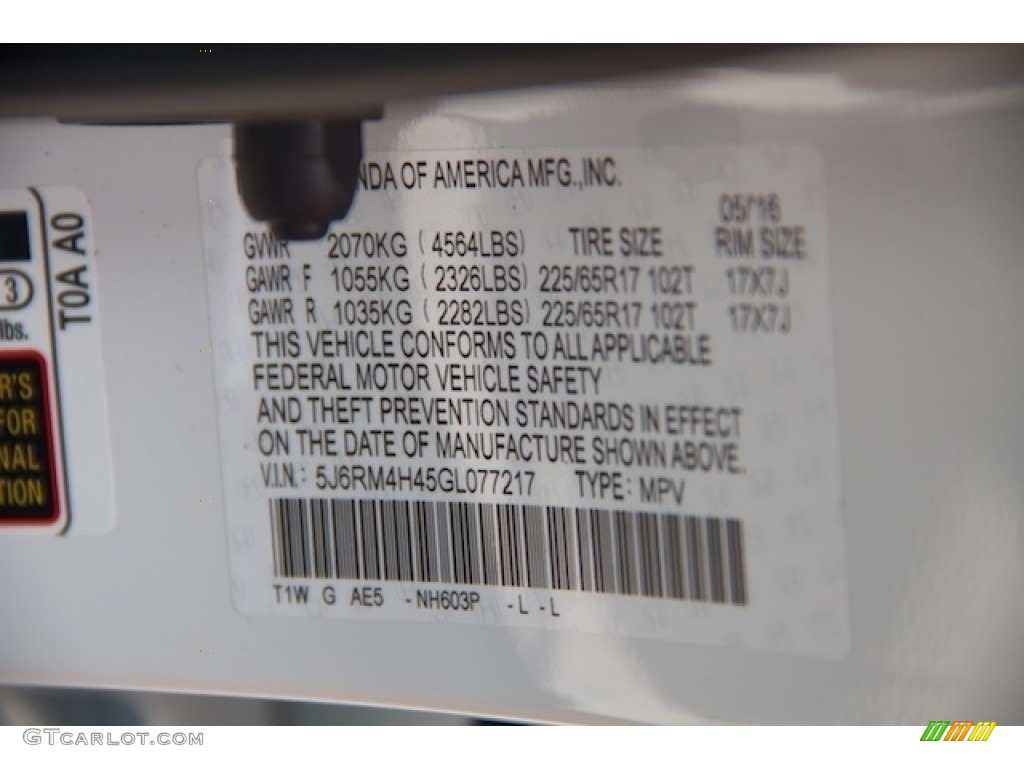 NDA OF AMERICA MFG.,INC.
05/16
GVWR 2070KG ( 4564LBS) TIRE SIZE RIM SIZE
GAWR F 1055KG ( 2326LBS) 225/65R17 102T 17X7J
GAWR R 1035KG ( 2282LBS) 225/65R17 102T 17X7J
THIS VEHICLE CONFORMS TO ALL APPLICABLE
FEDERAL MOTOR VEHICLE SAFETY
AND THEFT PREVENTION STANDARDS IN EFFECT
ON THE DATE OF MANUFACTURE SHOWN ABOVE.
V.I.N.: 5J6RM4H45GL077217 TYPE: MPV
T1W G AE5 - NH603P - L - L
T0A A0
3
lbs.
R'S
FOR
NAL
TION
GTcarlot.com